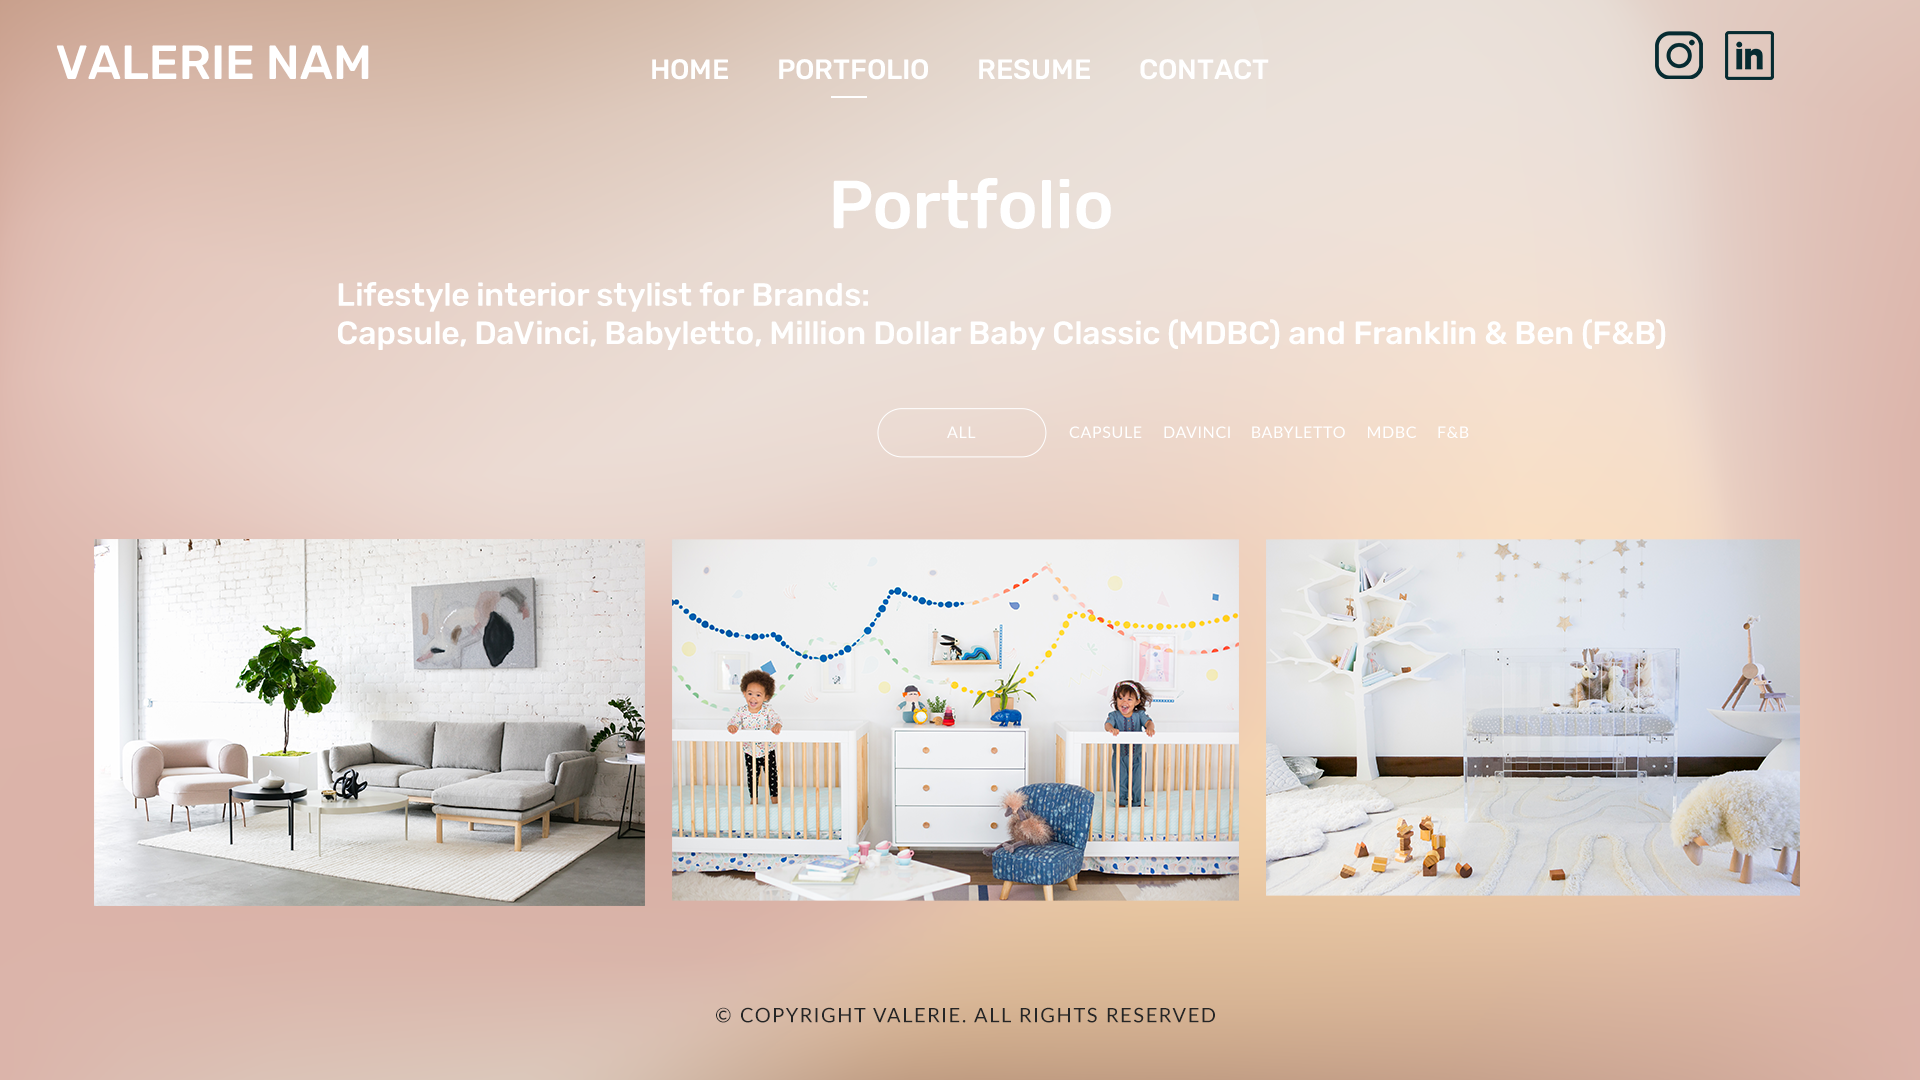 VALERIE NAM
HOME PORTFOLIO RESUME CONTACT
in
Portfolio
Lifestyle interior stylist for Brands:
Capsule, DaVinci, Babyletto, Million Dollar Baby Classic (MDBC) and Franklin & Ben (F&B)
ALL CAPSULE DAVINCI BABYLETTO MDBC F&B
© COPYRIGHT VALERIE. ALL RIGHTS RESERVED